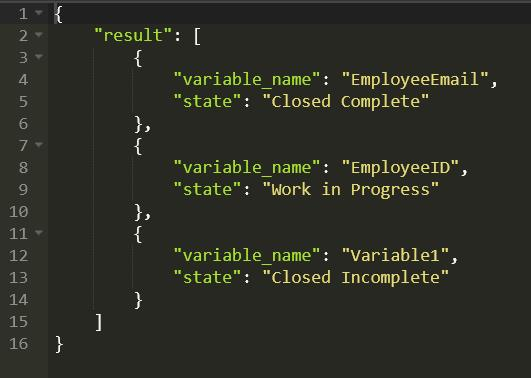 1 {
2     "result": [
3         {
4             "variable_name": "EmployeeEmail",
5             "state": "Closed Complete"
6         },
7         {
8             "variable_name": "EmployeeID",
9             "state": "Work in Progress"
10         },
11         {
12             "variable_name": "Variable1",
13             "state": "Closed Incomplete"
14         }
15     ]
16 }